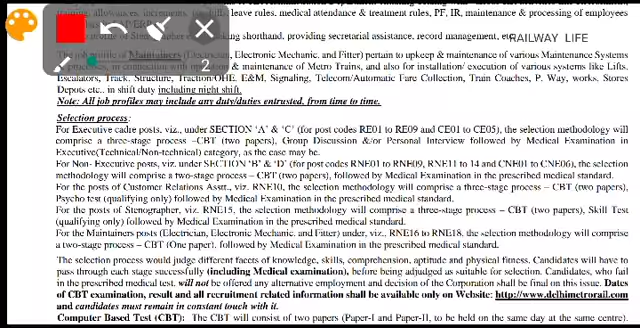 training, allowances, increments, leave rules, medical attendance & treatment rules, PF, IR, maintenance & processing of employees
shorthand, providing secretarial assistance, record management, etc.
RAILWAY LIFE
Maintainers (Electronic Mechanic, and Fitter) pertain to upkeep & maintenance of various Maintenance Systems
& maintenance of Metro Trains, and also for installation/ execution of various systems like Lifts,
Escalators, Track, Structure, Traction/OHE, E&M, Signaling, Telecom/Automatic Fare Collection, Train Coaches, P. Way, works, Stores
Depots etc., in shift duty including night shift.
Note: All job profiles may include any duty/duties entrusted, from time to time.
2
Selection process:
For Executive cadre posts, viz., under SECTION 'A' & 'C' (for post codes RE01 to RE09 and CE01 to CE05), the selection methodology will
comprise a three-stage process –CBT (two papers), Group Discussion &/or Personal Interview followed by Medical Examination in
Executive(Technical/Non-technical) category, as the case may be.
For Non- Executive posts, viz. under SECTION 'B' & 'D' (for post codes RNE01 to RNE09, RNE11 to 14 and CNE01 to CNE06), the selection
methodology will comprise a two-stage process – CBT (two papers), followed by Medical Examination in the prescribed medical standard.
For the posts of Customer Relations Asstt., viz. RNE10, the selection methodology will comprise a three-stage process – CBT (two papers),
Psycho test (qualifying only) followed by Medical Examination in the prescribed medical standard.
For the posts of Stenographer, viz. RNE15, the selection methodology will comprise a three-stage process – CBT (two papers), Skill Test
(qualifying only) followed by Medical Examination in the prescribed medical standard.
For the Maintainers posts (Electrician, Electronic Mechanic, and Fitter) under, viz., RNE16 to RNE18, the selection methodology will comprise
a two-stage process – CBT (One paper), followed by Medical Examination in the prescribed medical standard.
The selection process would judge different facets of knowledge, skills, comprehension, aptitude and physical fitness. Candidates will have to
pass through each stage successfully (including Medical examination), before being adjudged as suitable for selection. Candidates, who fail
in the prescribed medical test, will not be offered any alternative employment and decision of the Corporation shall be final on this issue. Dates
of CBT examination, result and all recruitment related information shall be available only on Website: http://www.delhimetrorail.com
and candidates must remain in constant touch with it.
Computer Based Test (CBT): The CBT will consist of two papers (Paper-I and Paper-II, to be held on the same day at the same centre).